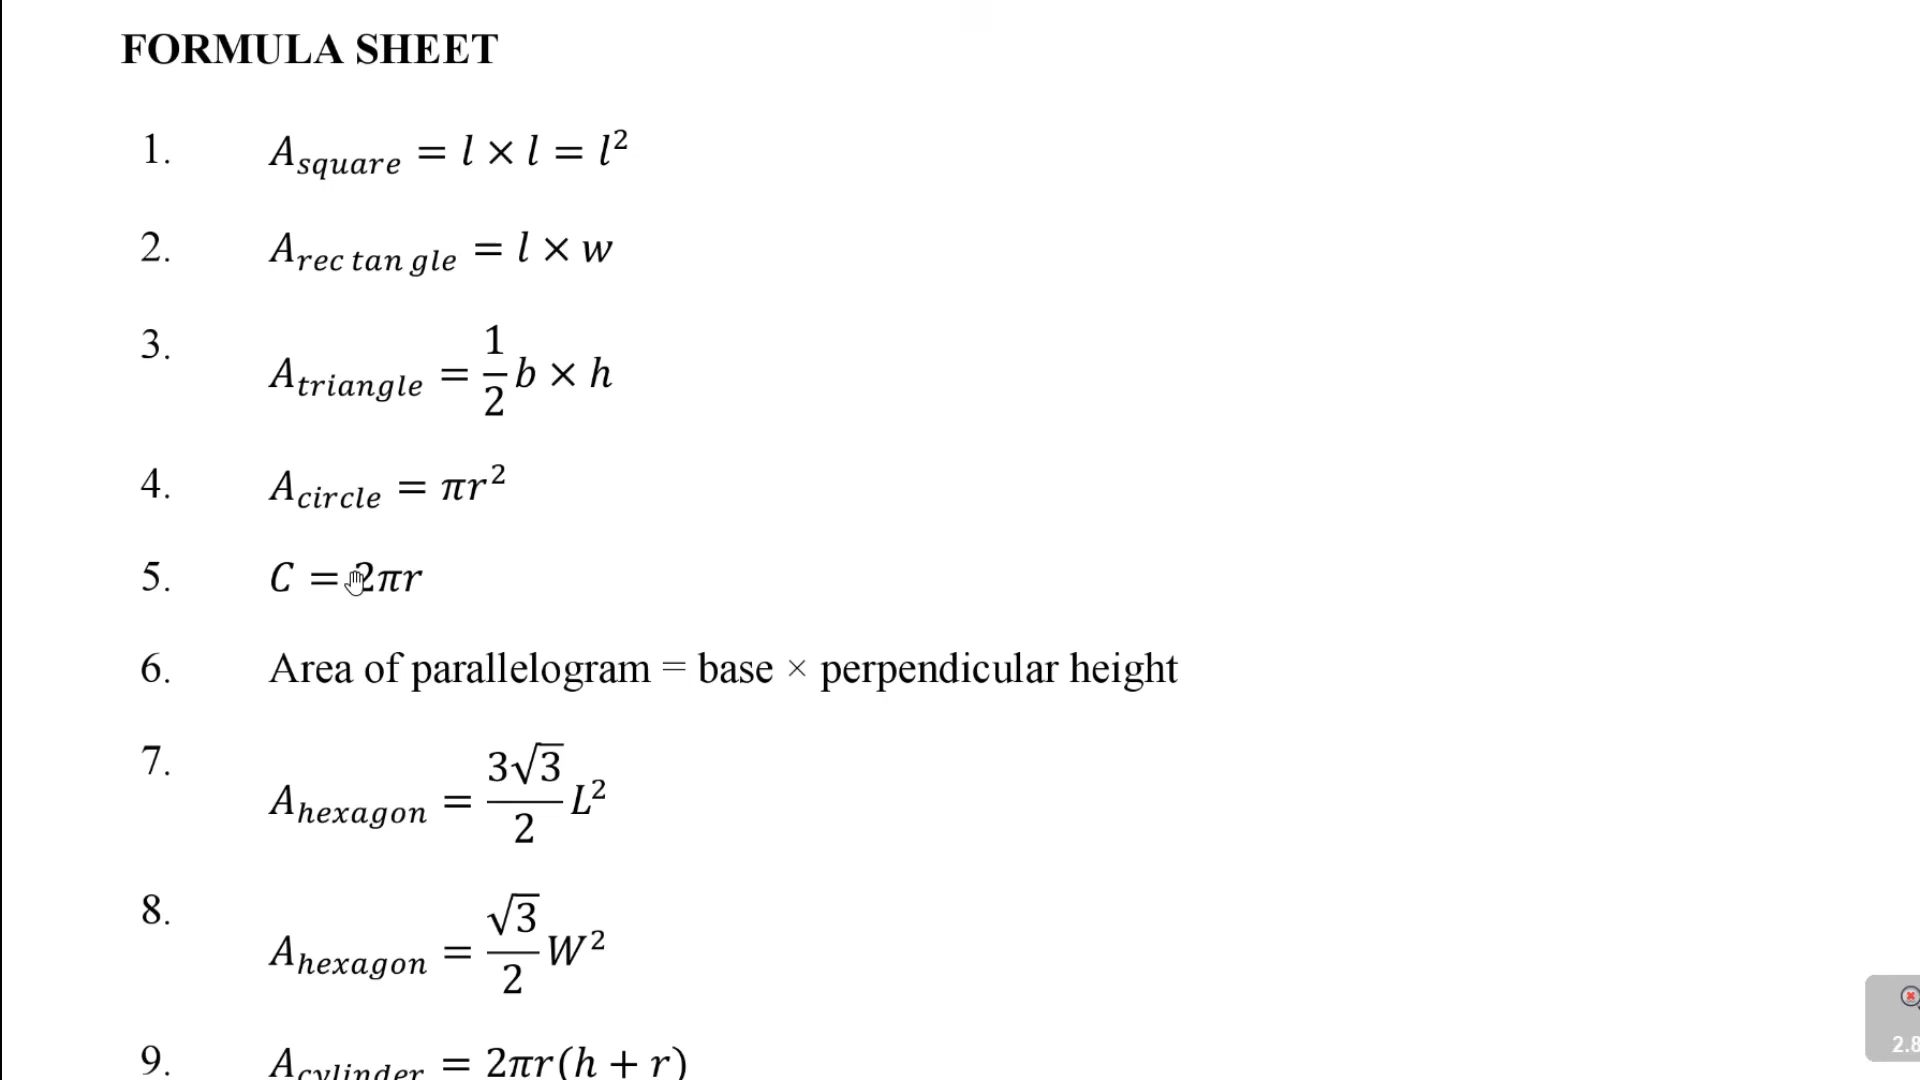 FORMULA SHEET
1. A_square = l × l = l²
2. A_rec tan gle = l × w
3. A_triangle = 1/2 b × h
4. A_circle = πr²
5. C = 2πr
6. Area of parallelogram = base × perpendicular height
7. A_hexagon = 3√3/2 L²
8. A_hexagon = √3/2 W²
9. A_cylinder = 2πr(h + r)
2.8